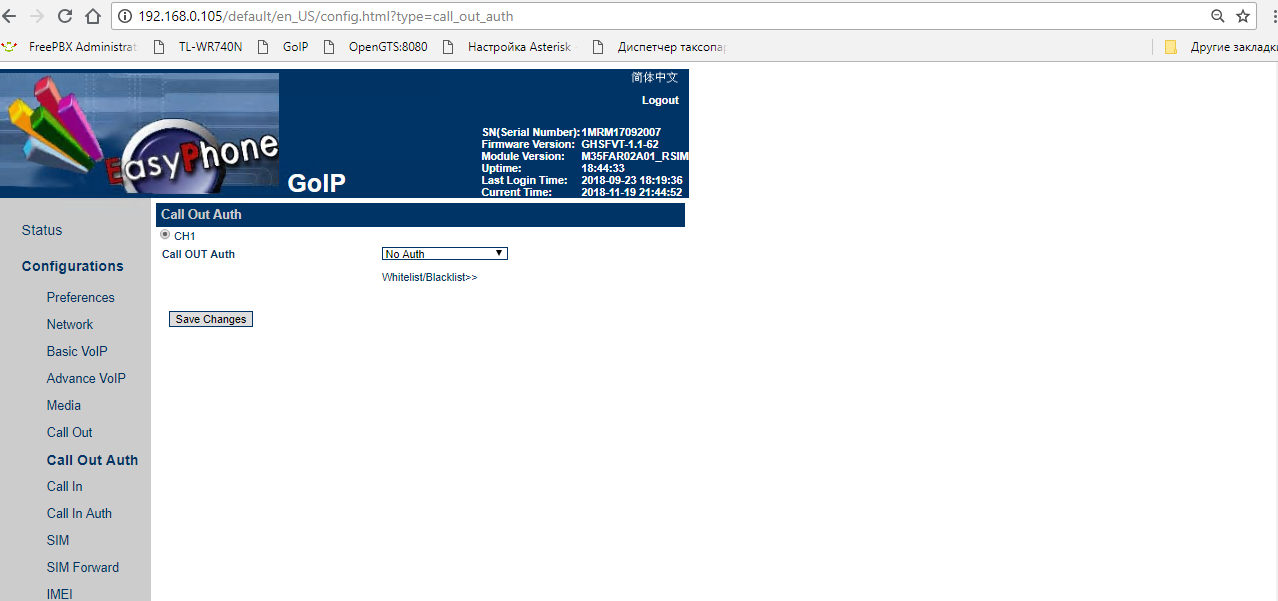 192.168.0.105/default/en_US/config.html?type=call_out_auth
FreePBX Administrat TL-WR740N GoIP OpenGTS:8080 Настройка Asterisk Диспетчер таксопа Другие закладки
简体中文
Logout
EasyPhone
GoIP
SN(Serial Number): 1MRM17092007
Firmware Version: GHSFVT-1.1-62
Module Version: M35FAR02A01_RSIM
Uptime: 18:44:33
Last Login Time: 2018-09-23 18:19:36
Current Time: 2018-11-19 21:44:52
Status
Configurations
Preferences
Network
Basic VoIP
Advance VoIP
Media
Call Out
Call Out Auth
Call In
Call In Auth
SIM
SIM Forward
IMEI
Call Out Auth
CH1
Call OUT Auth No Auth
Whitelist/Blacklist>>
Save Changes